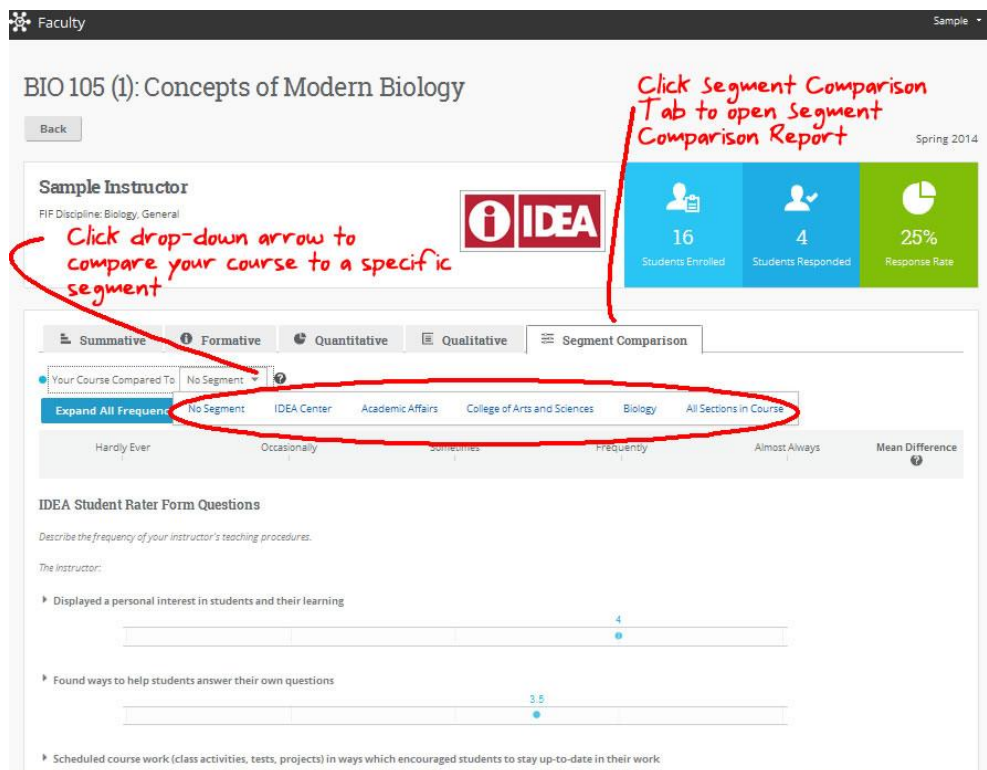 Faculty
Sample
BIO 105 (1): Concepts of Modern Biology
Click Segment Comparison
Tab to open Segment
Comparison Report
Back
Spring 2014
Sample Instructor
FIF Discipline: Biology, General
IDEA
16
Students Enrolled
4
Students Responded
25%
Response Rate
Click drop-down arrow to
compare your course to a specific
segment
Summative
Formative
Quantitative
Qualitative
Segment Comparison
Your Course Compared To No Segment
Expand All Frequenc
No Segment IDEA Center Academic Affairs College of Arts and Sciences Biology All Sections in Course
Hardly Ever Occasionally Sometimes Frequently Almost Always Mean Difference
IDEA Student Rater Form Questions
Describe the frequency of your instructor's teaching procedures.
The Instructor:
Displayed a personal interest in students and their learning
4
Found ways to help students answer their own questions
3.5
Scheduled course work (class activities, tests, projects) in ways which encouraged students to stay up-to-date in their work